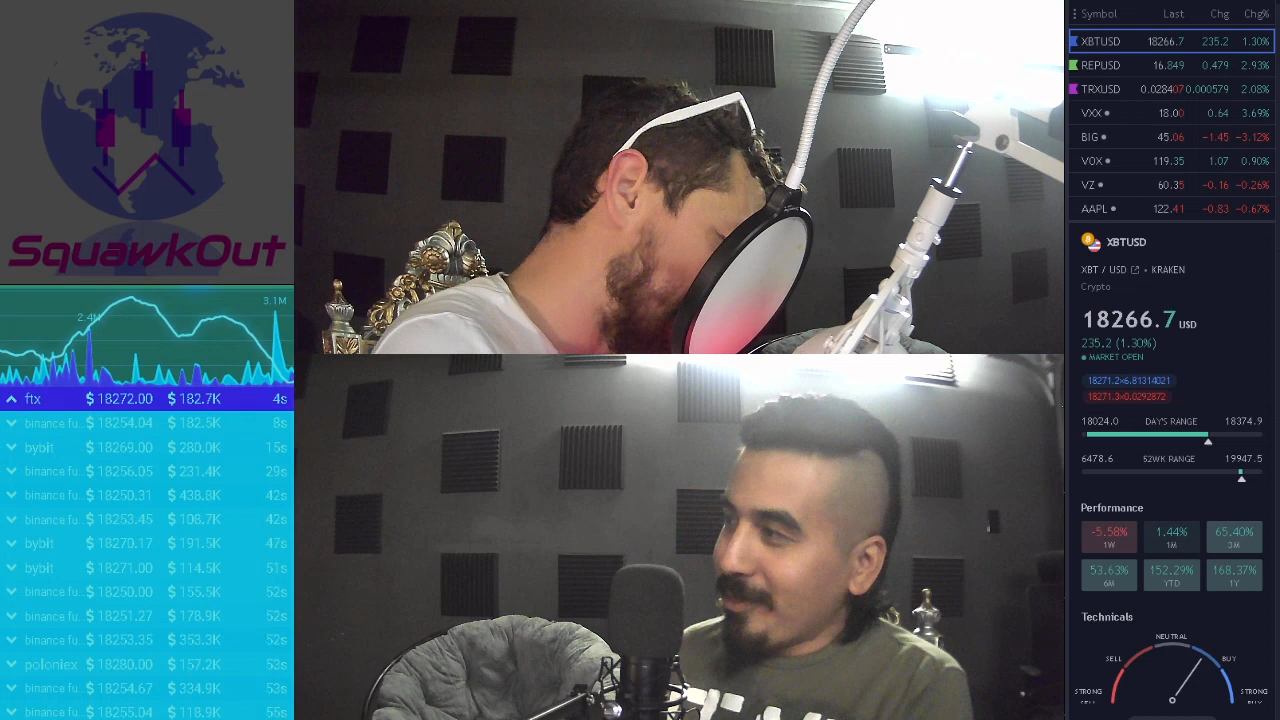 SquawkOut
3.1M
ftx $ 18272.00 $ 182.7K 4s
binance fu.. $ 18254.04 $ 182.5K 8s
bybit $ 18269.00 $ 280.0K 15s
binance fu.. $ 18256.05 $ 231.4K 29s
binance fu.. $ 18250.31 $ 438.8K 42s
binance fu.. $ 18253.45 $ 108.7K 42s
bybit $ 18270.17 $ 191.5K 47s
bybit $ 18271.00 $ 114.5K 51s
binance fu.. $ 18250.00 $ 155.5K 52s
binance fu.. $ 18251.27 $ 178.9K 52s
binance fu.. $ 18253.35 $ 353.3K 52s
poloniex $ 18280.00 $ 157.2K 53s
binance fu.. $ 18254.67 $ 334.9K 53s
binance fu.. $ 18255.04 $ 118.9K 55s
Symbol Last Chg Chg%
XBTUSD 18266.7 235.2 1.30%
REPUSD 16.849 0.479 2.93%
TRXUSD 0.028407 0.000579 2.08%
VXX 18.00 0.64 3.69%
BIG 45.06 −1.45 −3.12%
VOX 119.35 1.07 0.90%
VZ 60.35 −0.16 −0.26%
AAPL 122.41 −0.83 −0.67%
XBTUSD
XBT / USD • KRAKEN
Crypto
18266.7 USD
235.2 (1.30%)
MARKET OPEN
18271.2×6.81314021
18271.3×0.0292872
18024.0 DAY'S RANGE 18374.9
6478.6 52WK RANGE 19947.5
Performance
-5.58% 1.44% 65.40%
1W 1M 3M
53.63% 152.29% 168.37%
6M YTD 1Y
Technicals
NEUTRAL
SELL BUY
STRONG STRONG